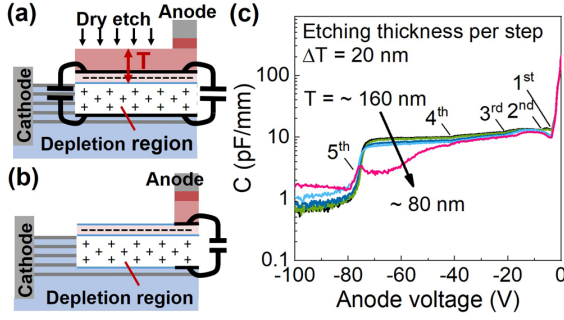 (a)
Dry etch
Anode
T
Cathode
+ + + + +
+ + + + +
Depletion region
(b)
Anode
Cathode
+ + + + +
+ + + + +
Depletion region
(c)
Etching thickness per step
ΔT = 20 nm
T = ~ 160 nm
~ 80 nm
1st
2nd
3rd
4th
5th
C (pF/mm)
100
10
1
0.1
-100 -80 -60 -40 -20 0
Anode voltage (V)